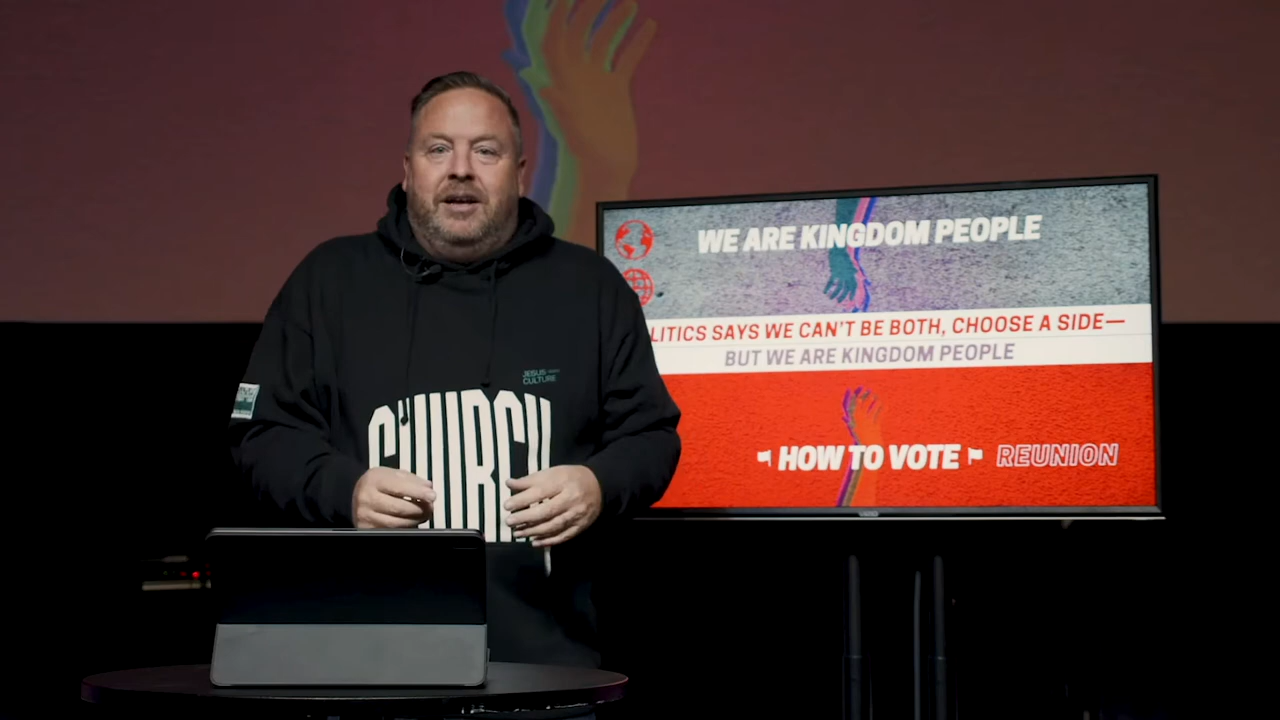 WE ARE KINGDOM PEOPLE
LITICS SAYS WE CAN'T BE BOTH, CHOOSE A SIDE—
BUT WE ARE KINGDOM PEOPLE
HOW TO VOTE REUNION
JESUS
CULTURE
CHURCH